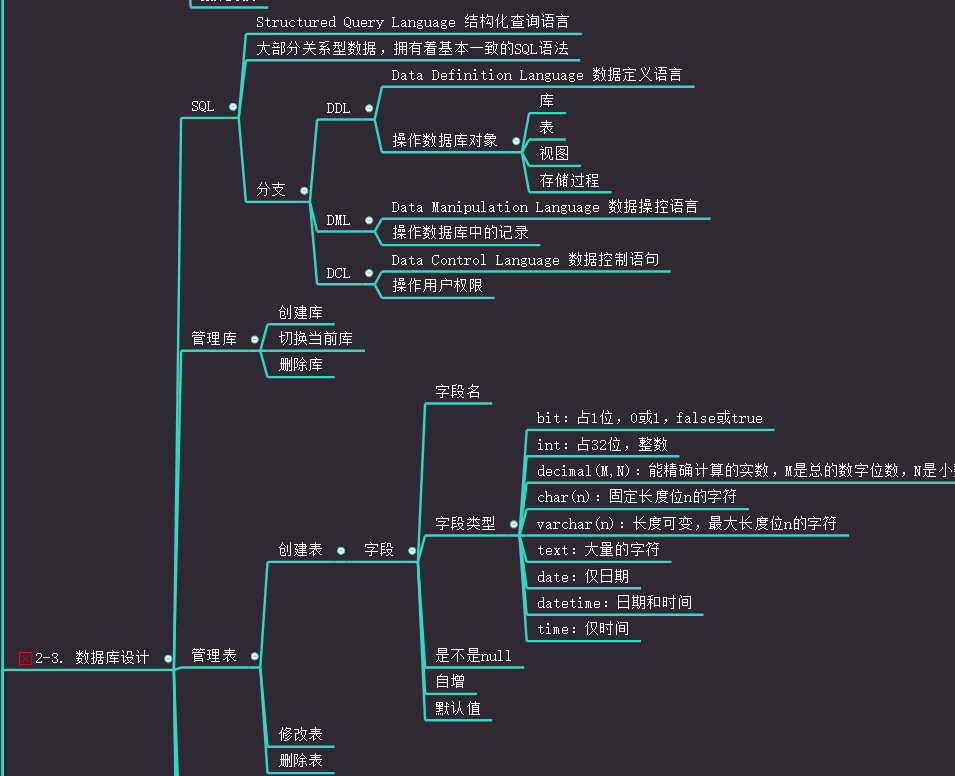 Structured Query Language 结构化查询语言
大部分关系型数据，拥有着基本一致的SQL语法
Data Definition Language 数据定义语言
库
SQL
DDL
表
操作数据库对象
视图
存储过程
分支
Data Manipulation Language 数据操控语言
DML
操作数据库中的记录
Data Control Language 数据控制语句
DCL
操作用户权限
创建库
管理库
切换当前库
删除库
字段名
bit：占1位，0或1，false或true
int：占32位，整数
decimal(M,N)：能精确计算的实数，M是总的数字位数，N是小
char(n)：固定长度位n的字符
字段类型
varchar(n)：长度可变，最大长度位n的字符
创建表
字段
text：大量的字符
date：仅日期
datetime：日期和时间
time：仅时间
2-3. 数据库设计
管理表
是不是null
自增
默认值
修改表
删除表